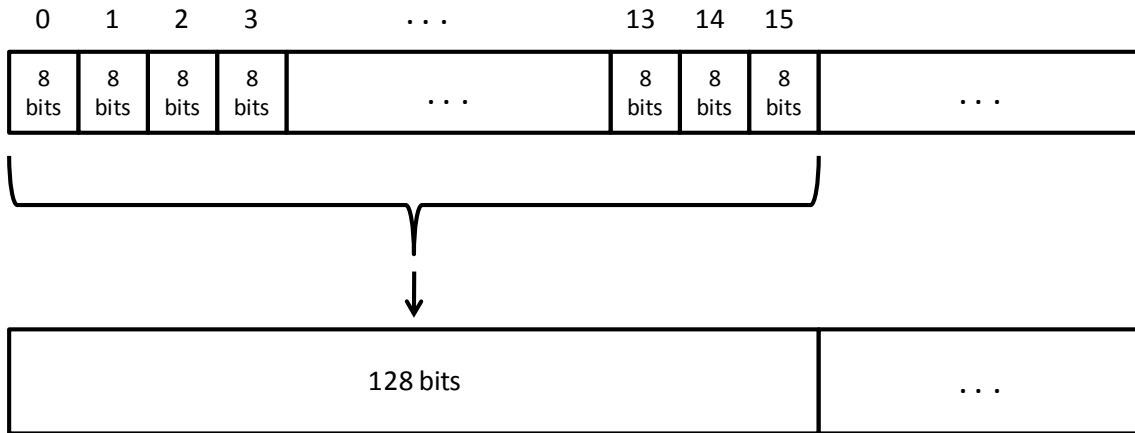 0 1 2 3 . . . 13 14 15
8 8 8 8 8 8 8
bits bits bits bits . . . bits bits bits . . .
128 bits . . .